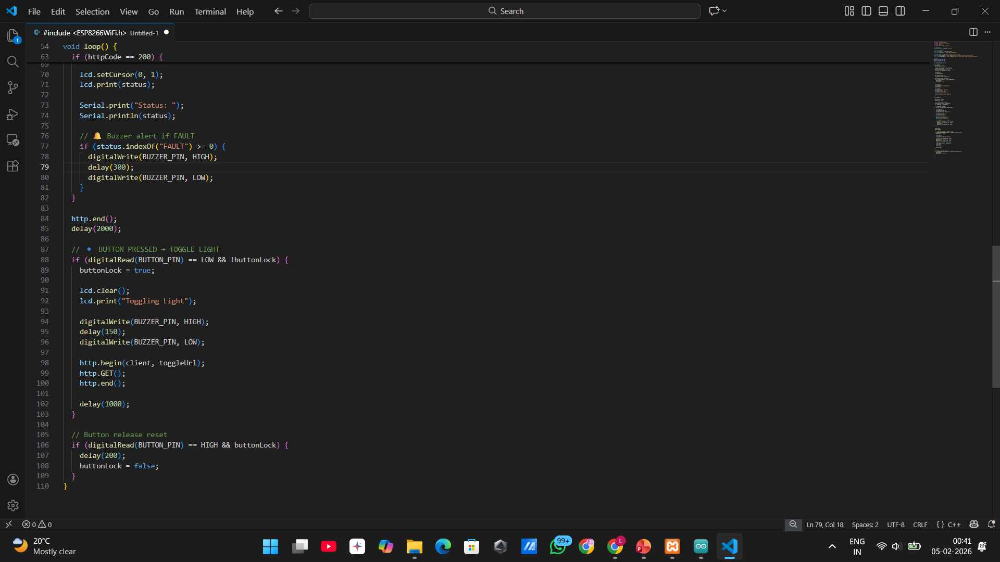 File Edit Selection View Go Run Terminal Help
Search
#include <ESP8266WiFi.h> Untitled-1
54 void loop() {
63 if (httpCode == 200) {
69
70 lcd.setCursor(0, 1);
71 lcd.print(status);
72
73 Serial.print("Status: ");
74 Serial.println(status);
75
76 // 🔔 Buzzer alert if FAULT
77 if (status.indexOf("FAULT") >= 0) {
78 digitalWrite(BUZZER_PIN, HIGH);
79 delay(300);
80 digitalWrite(BUZZER_PIN, LOW);
81 }
82 }
83
84 http.end();
85 delay(2000);
86
87 // 🔹 BUTTON PRESSED → TOGGLE LIGHT
88 if (digitalRead(BUTTON_PIN) == LOW && !buttonLock) {
89 buttonLock = true;
90
91 lcd.clear();
92 lcd.print("Toggling Light");
93
94 digitalWrite(BUZZER_PIN, HIGH);
95 delay(150);
96 digitalWrite(BUZZER_PIN, LOW);
97
98 http.begin(client, toggleUrl);
99 http.GET();
100 http.end();
101
102 delay(1000);
103 }
104
105 // Button release reset
106 if (digitalRead(BUTTON_PIN) == HIGH && buttonLock) {
107 delay(200);
108 buttonLock = false;
109 }
110 }
1
0 0
Ln 79, Col 18 Spaces: 2 UTF-8 CRLF {} C++
20°C
Mostly clear
99+
L
P
ENG
IN
00:41
05-02-2026